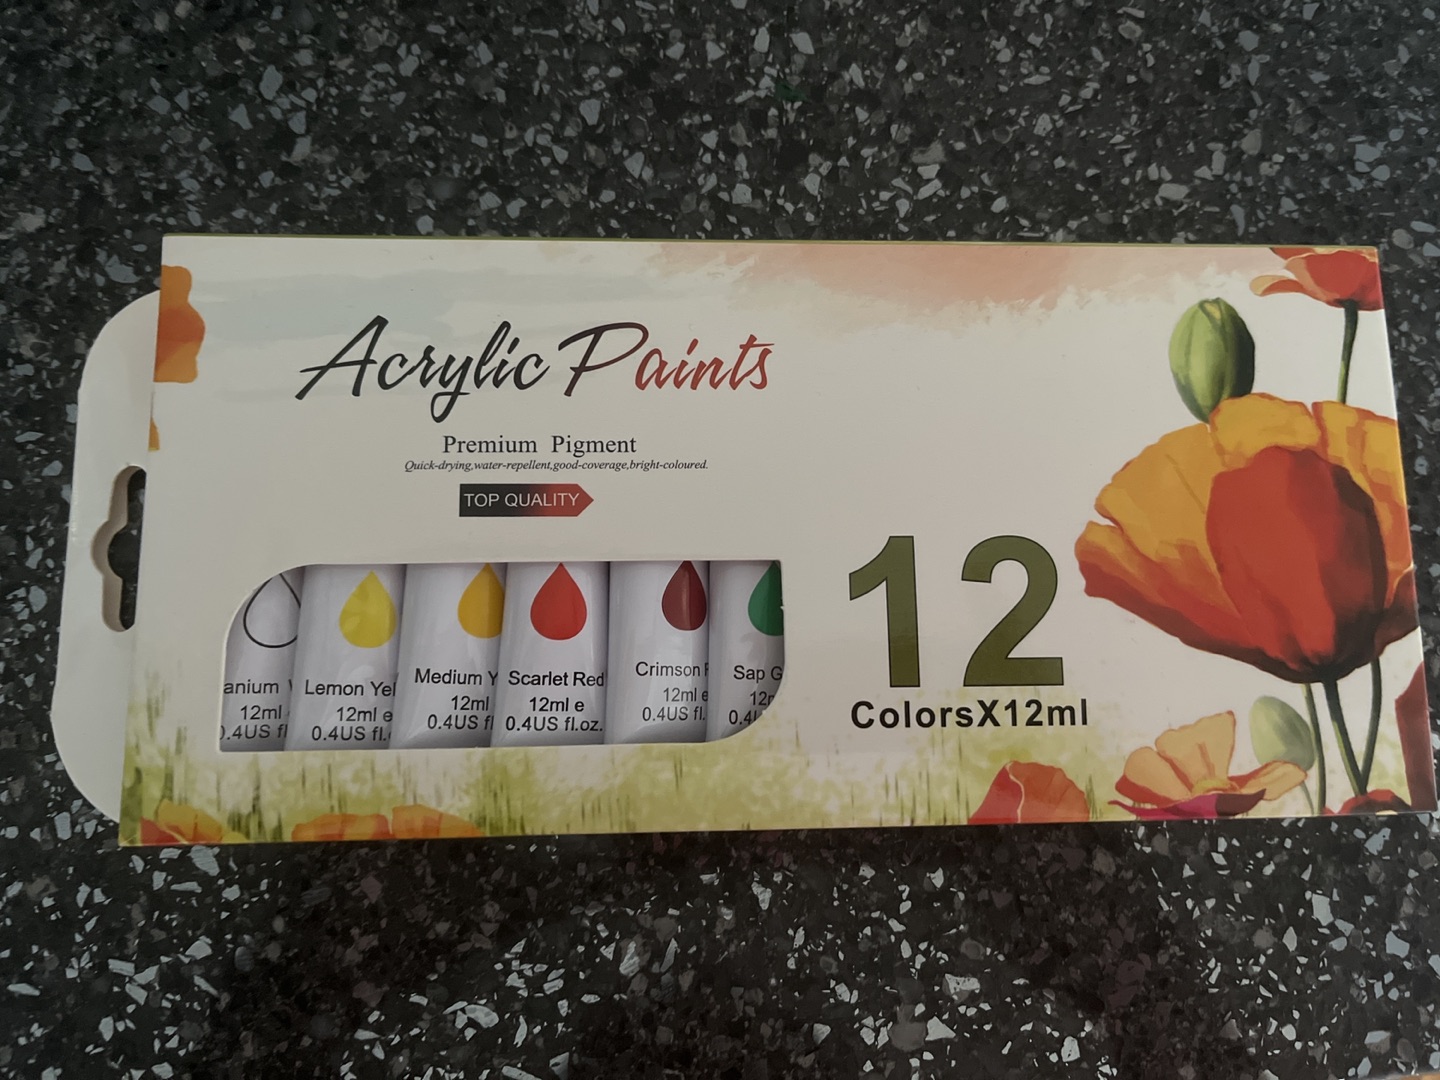 Acrylic Paints
Premium Pigment
Quick-drying,water-repellent,good-coverage,bright-coloured.
TOP QUALITY
12
ColorsX12ml
anium
12ml
0.4US fl
Lemon Yel
12ml e
0.4US fl.
Medium Y
12ml
0.4US fl
Scarlet Red
12ml e
0.4US fl.oz.
Crimson
12ml e
0.4US fl.
Sap G